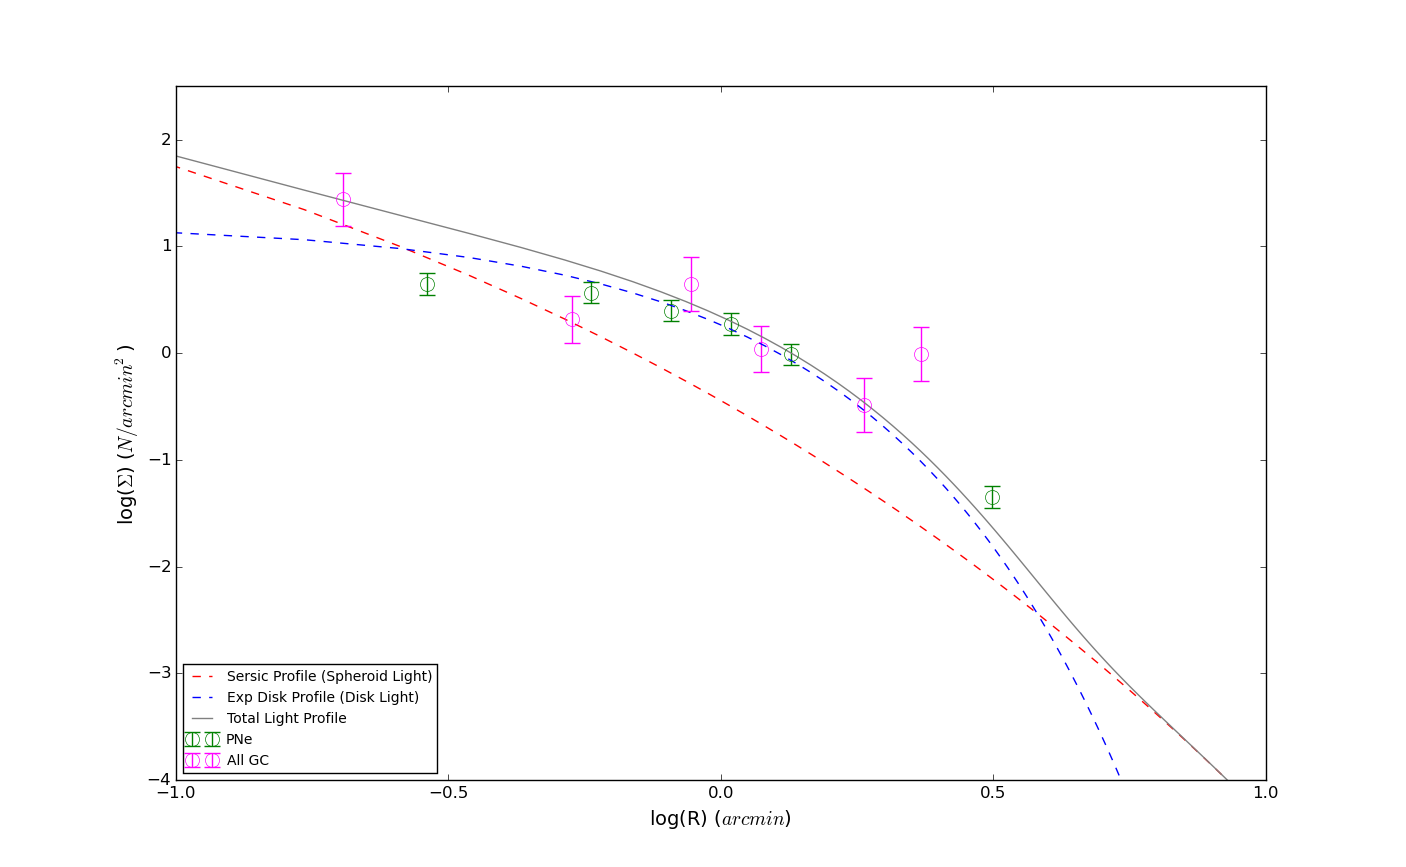 2
1
0
−1
−2
−3
−4
−1.0
−0.5
0.0
0.5
1.0
log(Σ) (N/arcmin²)
log(R) (arcmin)
Sersic Profile (Spheroid Light)
Exp Disk Profile (Disk Light)
Total Light Profile
PNe
All GC